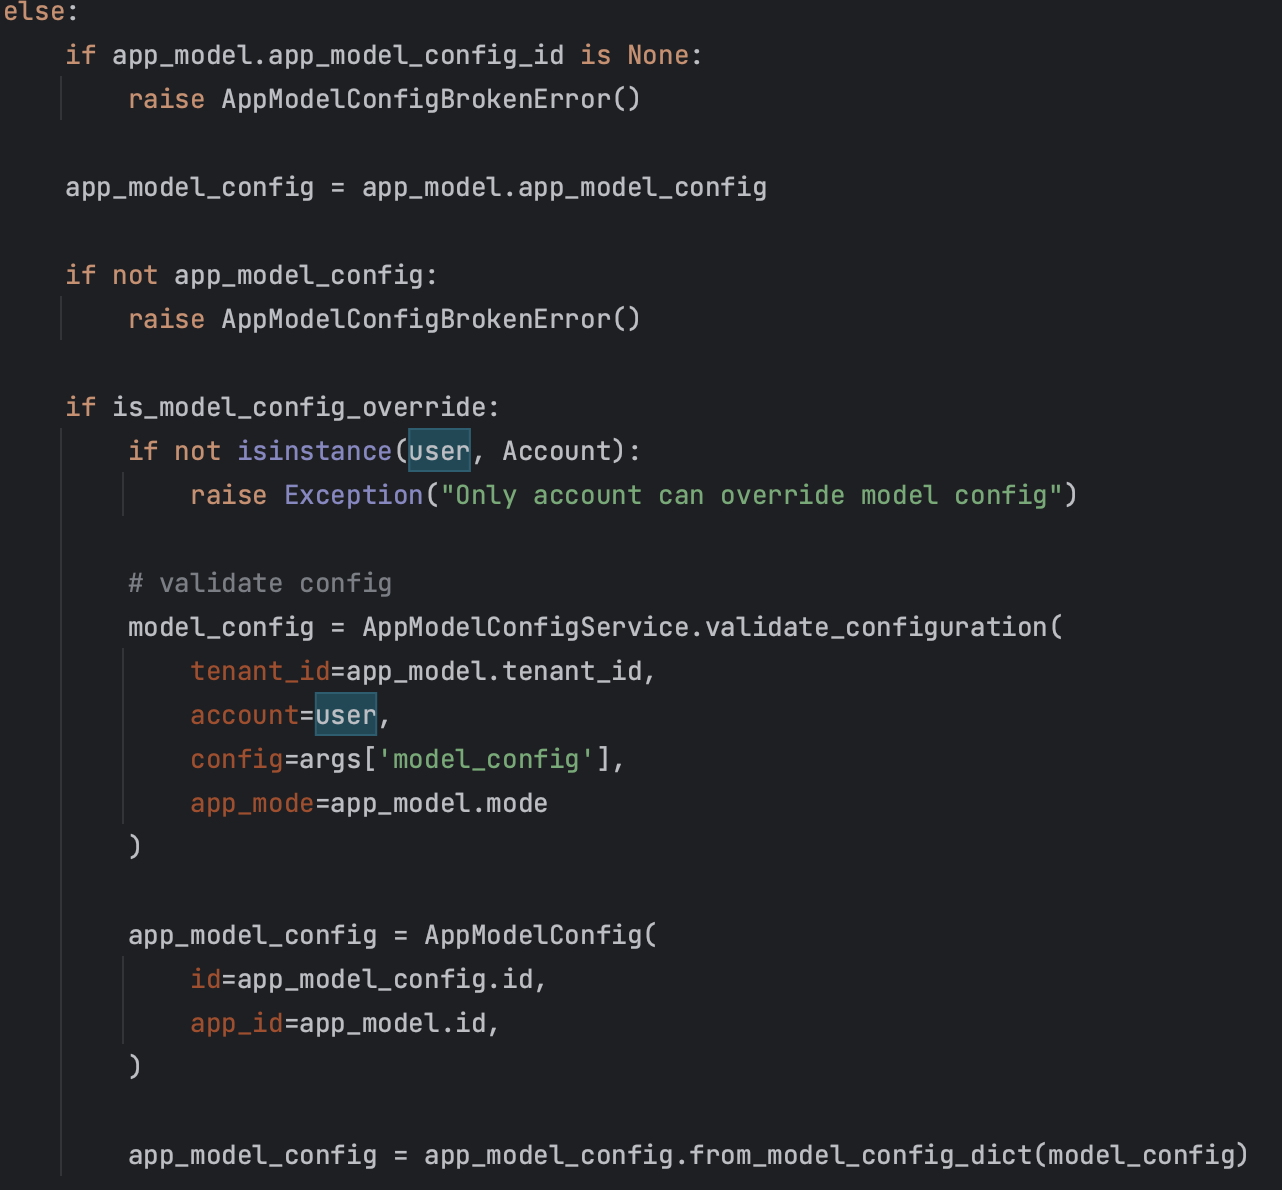 else:
    if app_model.app_model_config_id is None:
        raise AppModelConfigBrokenError()

    app_model_config = app_model.app_model_config

    if not app_model_config:
        raise AppModelConfigBrokenError()

    if is_model_config_override:
        if not isinstance(user, Account):
            raise Exception("Only account can override model config")

        # validate config
        model_config = AppModelConfigService.validate_configuration(
            tenant_id=app_model.tenant_id,
            account=user,
            config=args['model_config'],
            app_mode=app_model.mode
        )

        app_model_config = AppModelConfig(
            id=app_model_config.id,
            app_id=app_model.id,
        )

        app_model_config = app_model_config.from_model_config_dict(model_config)